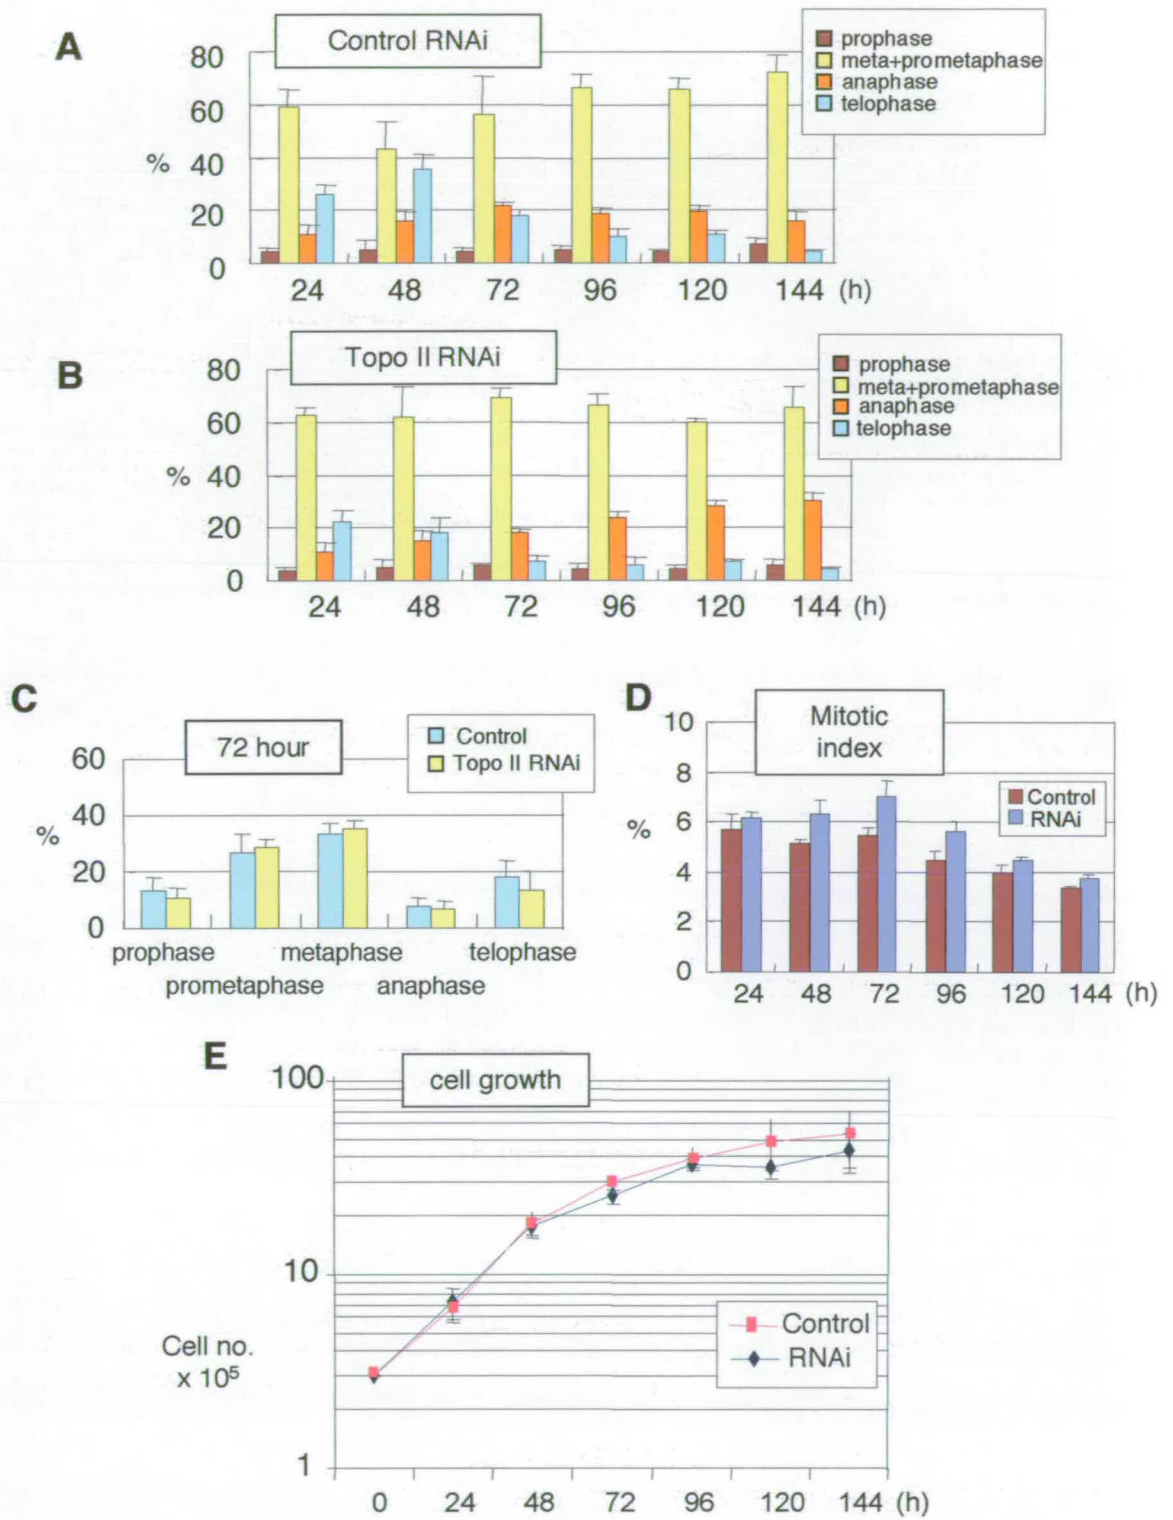 A
Control RNAi
prophase
meta+prometaphase
anaphase
telophase
80
60
% 40
20
0
24 48 72 96 120 144 (h)
B
Topo II RNAi
prophase
meta+prometaphase
anaphase
telophase
80
60
% 40
20
0
24 48 72 96 120 144 (h)
C
72 hour
Control
Topo II RNAi
60
40
%
20
0
prophase metaphase telophase
prometaphase anaphase
D
Mitotic
index
Control
RNAi
10
8
6
%
4
2
0
24 48 72 96 120 144 (h)
E
cell growth
100
10
Cell no.
x 10⁵
Control
RNAi
1
0 24 48 72 96 120 144 (h)